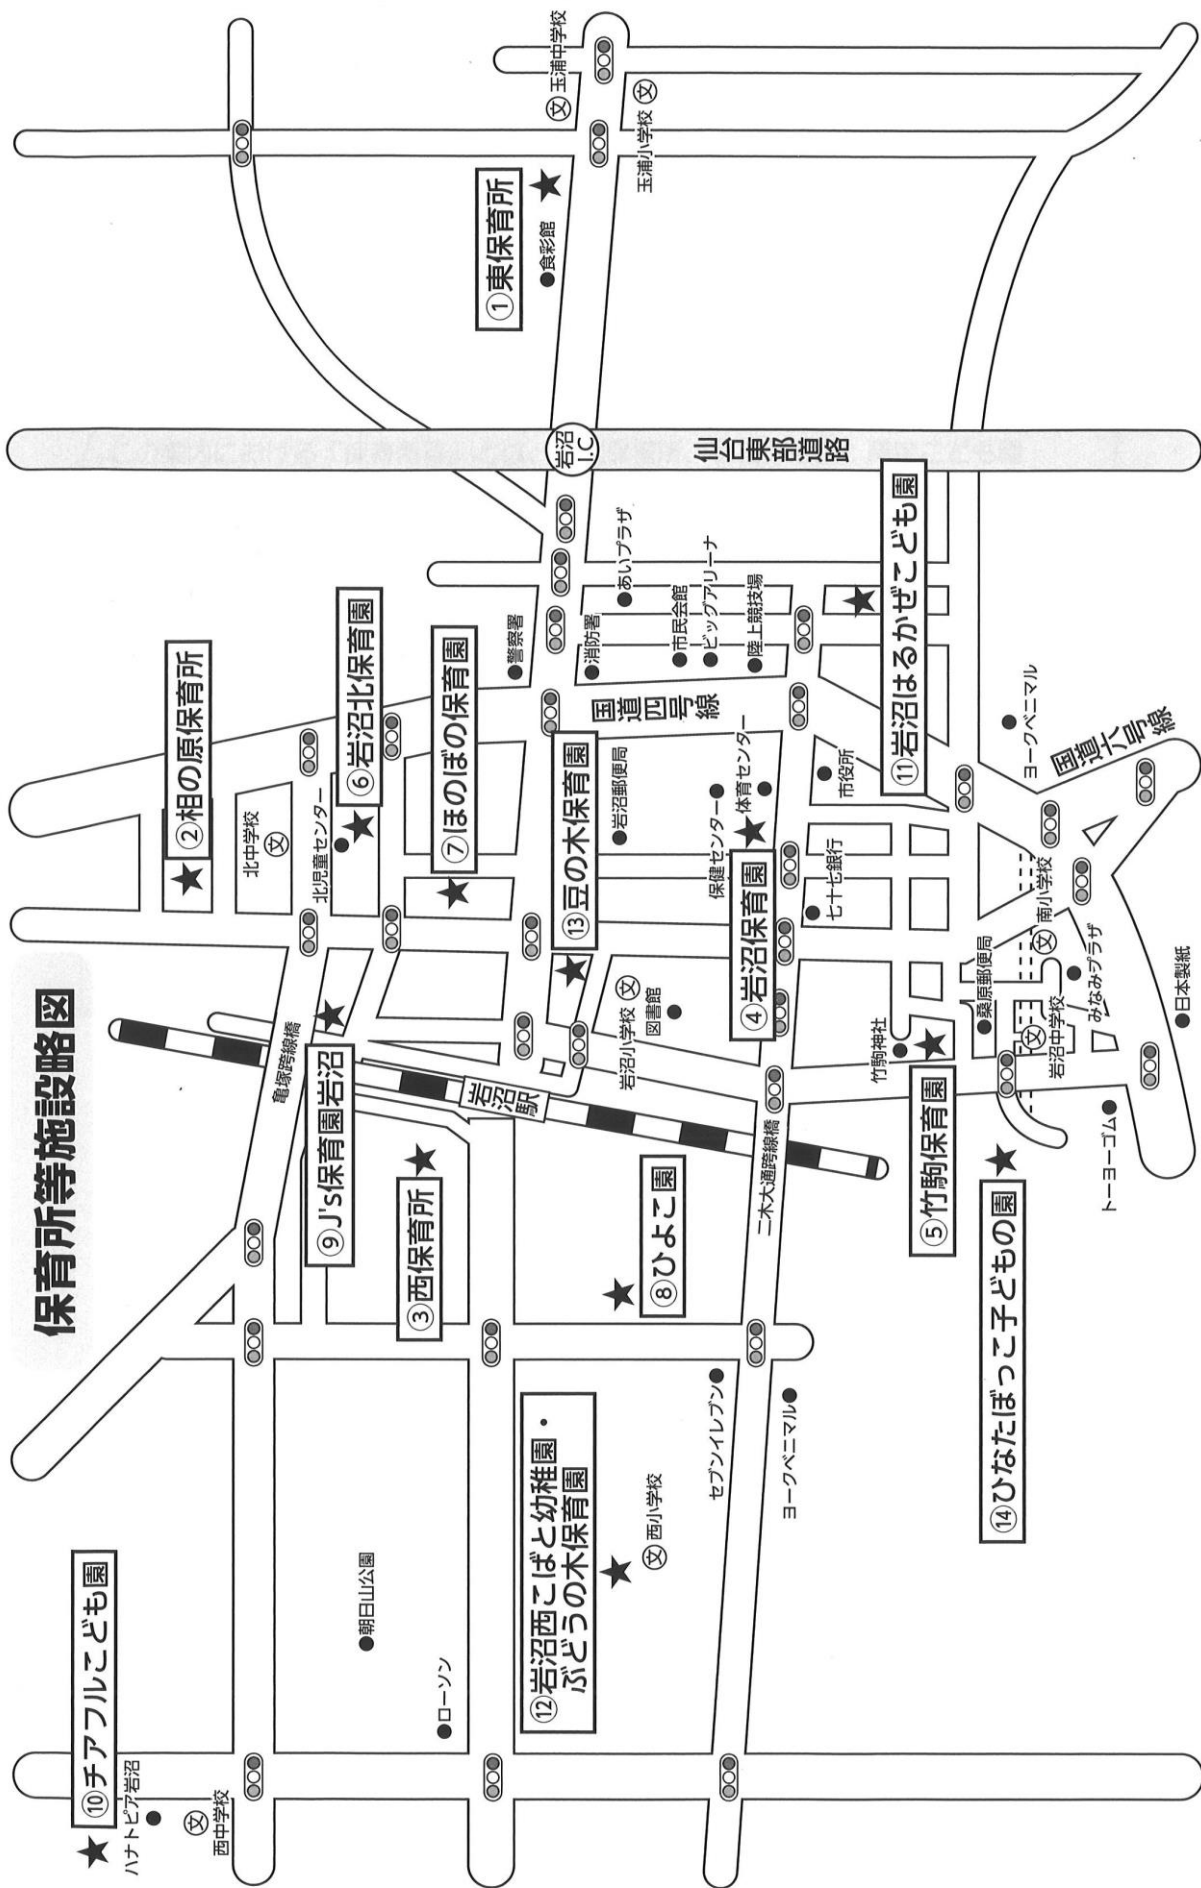 保育所等施設略図
⑩チアフルこども園
ハナトピア岩沼
西中学校
文
朝日山公園
ローソン
⑫岩沼西こばと幼稚園・
ぶどうの木保育園
文
西小学校
セブンイレブン
ヨークベニマル
③西保育所
⑧ひよこ園
二木大通跨線橋
⑭ひなたぼっこ子どもの園
トーヨーゴム
亀塚跨線橋
⑨J's保育園岩沼
岩沼駅
⑤竹駒保育園
竹駒神社
②相の原保育所
北中学校
文
北児童センター
⑥岩沼北保育園
⑦ほのぼの保育園
⑬豆の木保育園
岩沼小学校
文
図書館
④岩沼保育園
岩沼郵便局
保健センター
体育センター
七十七銀行
市役所
桑原郵便局
文
岩沼中学校
文
南小学校
みなみプラザ
日本製紙
警察署
消防署
国道四号線
あいプラザ
市民会館
ビッグアリーナ
陸上競技場
⑪岩沼はるかぜこども園
ヨークベニマル
国道六号線
岩沼
I.C.
仙台東部道路
①東保育所
食彩館
文
玉浦中学校
玉浦小学校
文